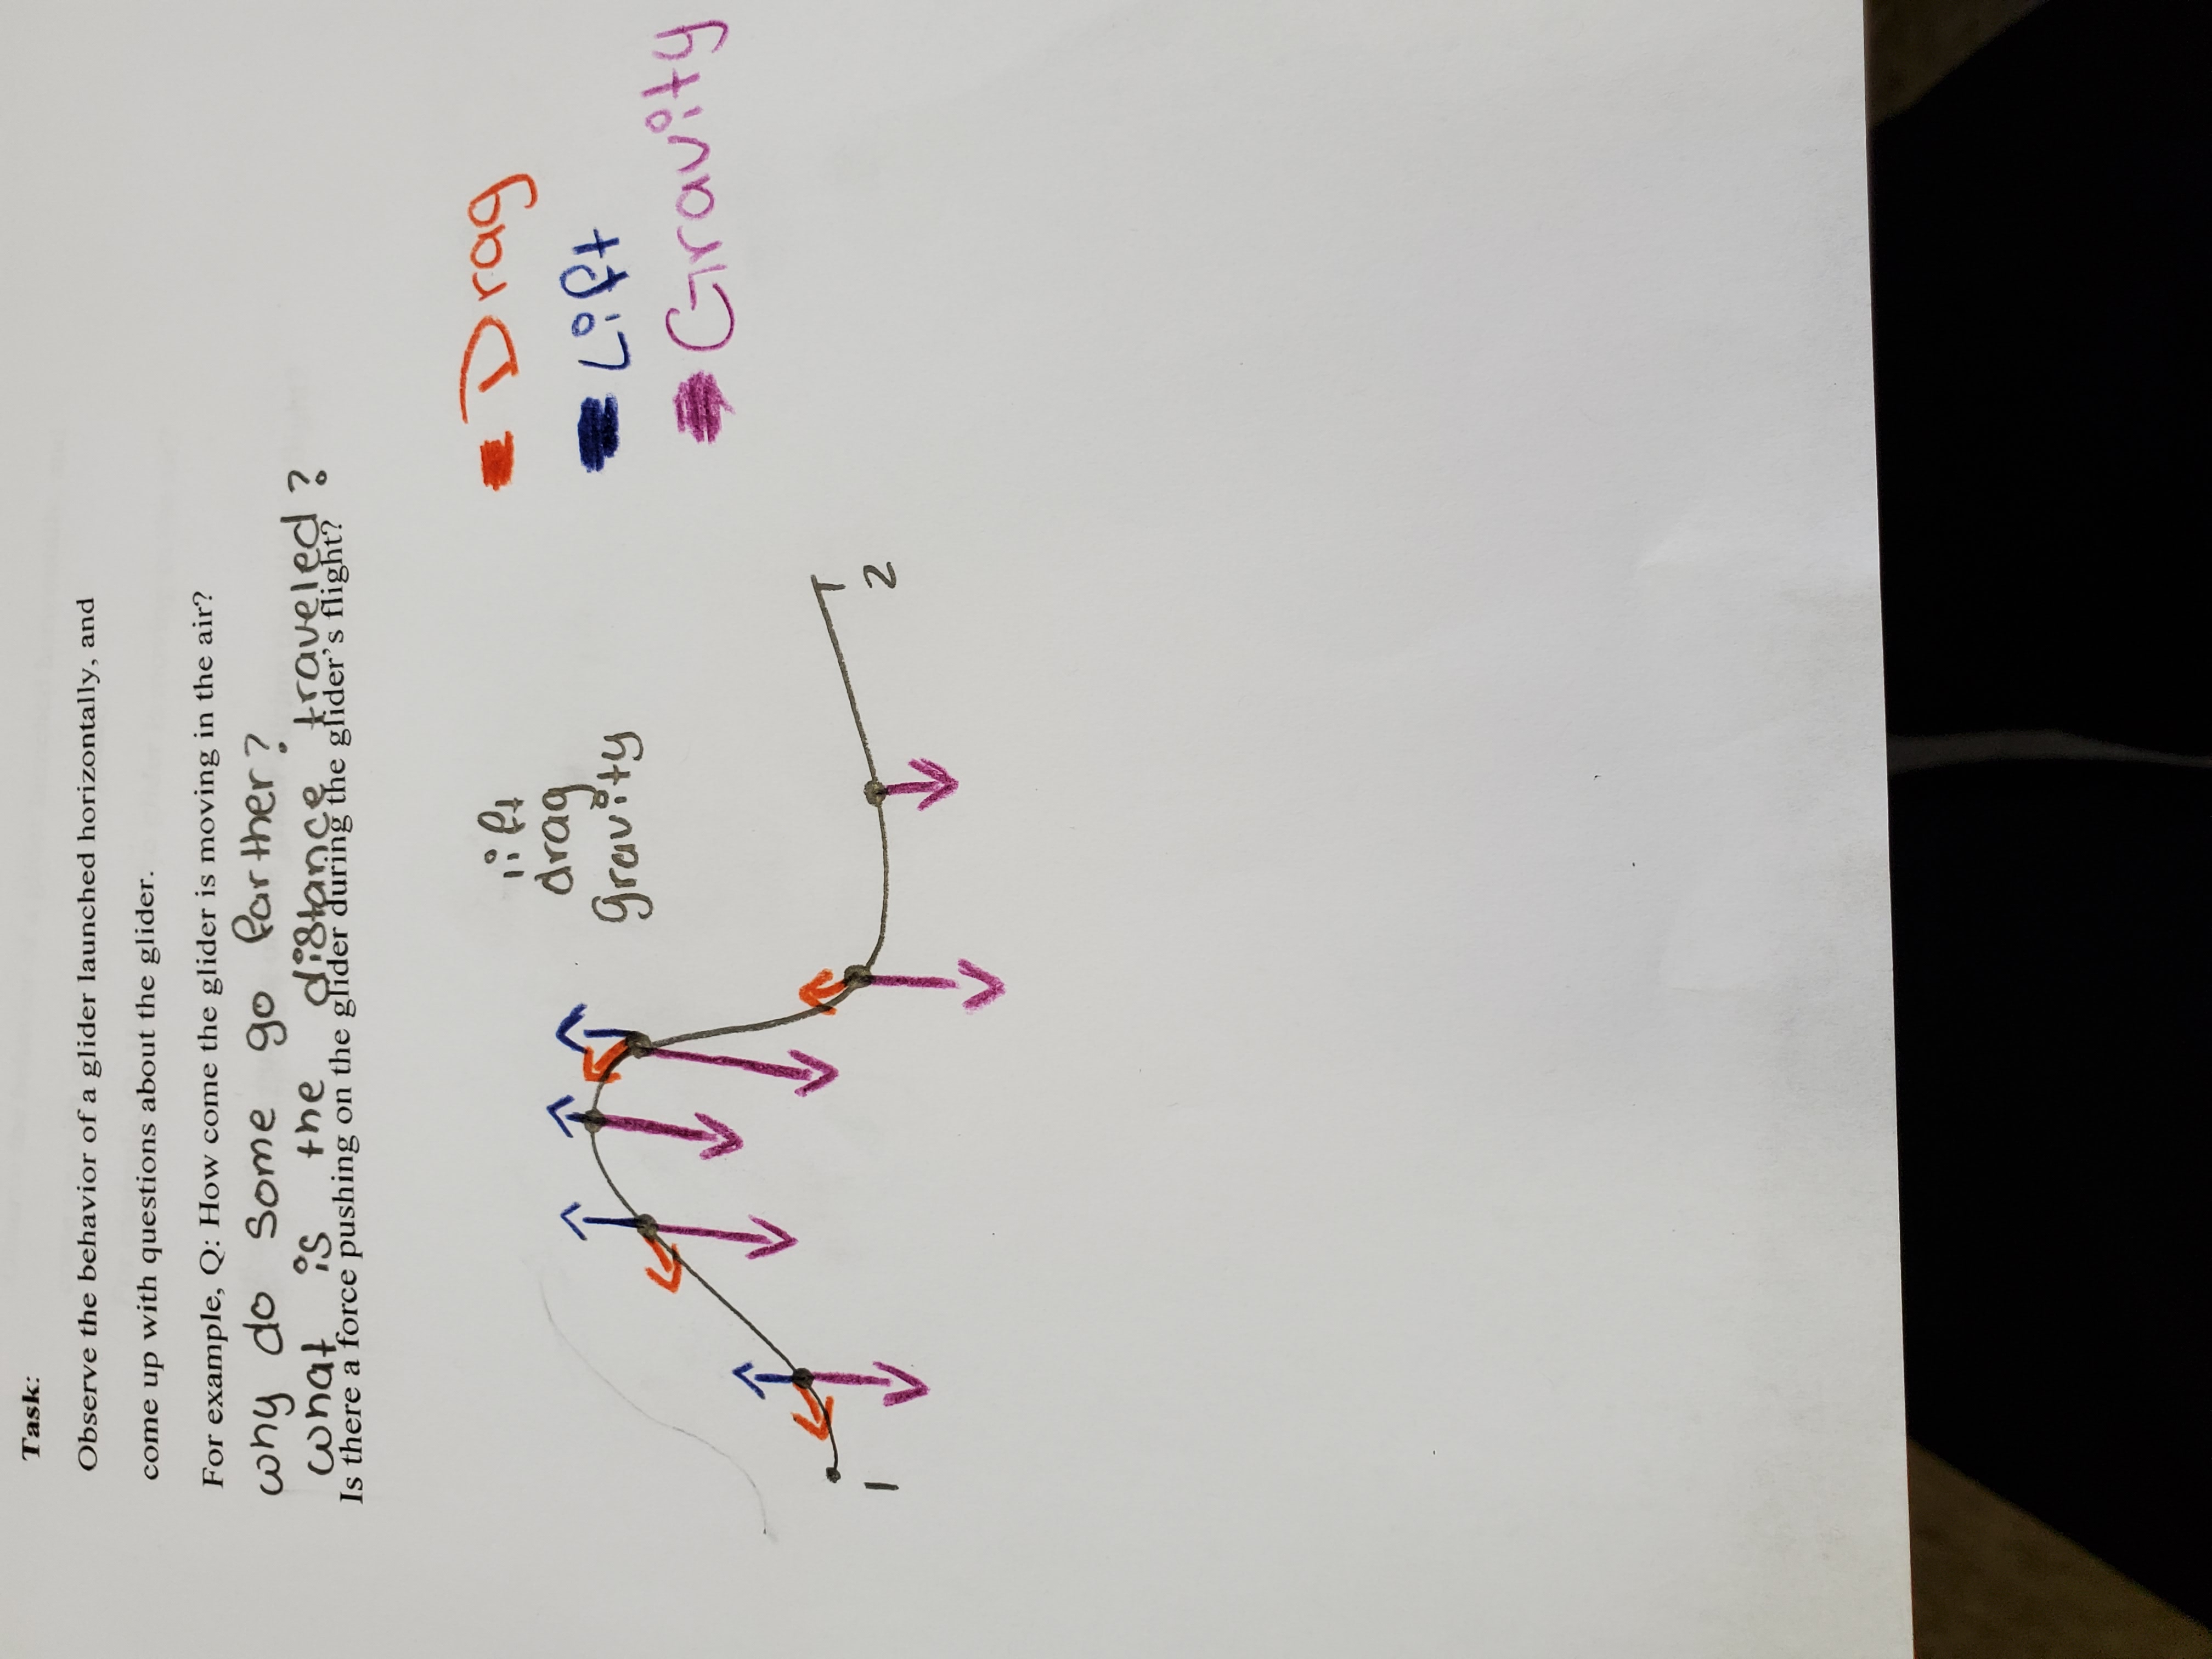 Task:
Observe the behavior of a glider launched horizontally, and
come up with questions about the glider.
For example, Q: How come the glider is moving in the air?
why do some go farther?
what is the distance traveled?
Is there a force pushing on the glider during the glider's flight?
lift
drag
gravity
Drag
Lift
Gravity
1
2